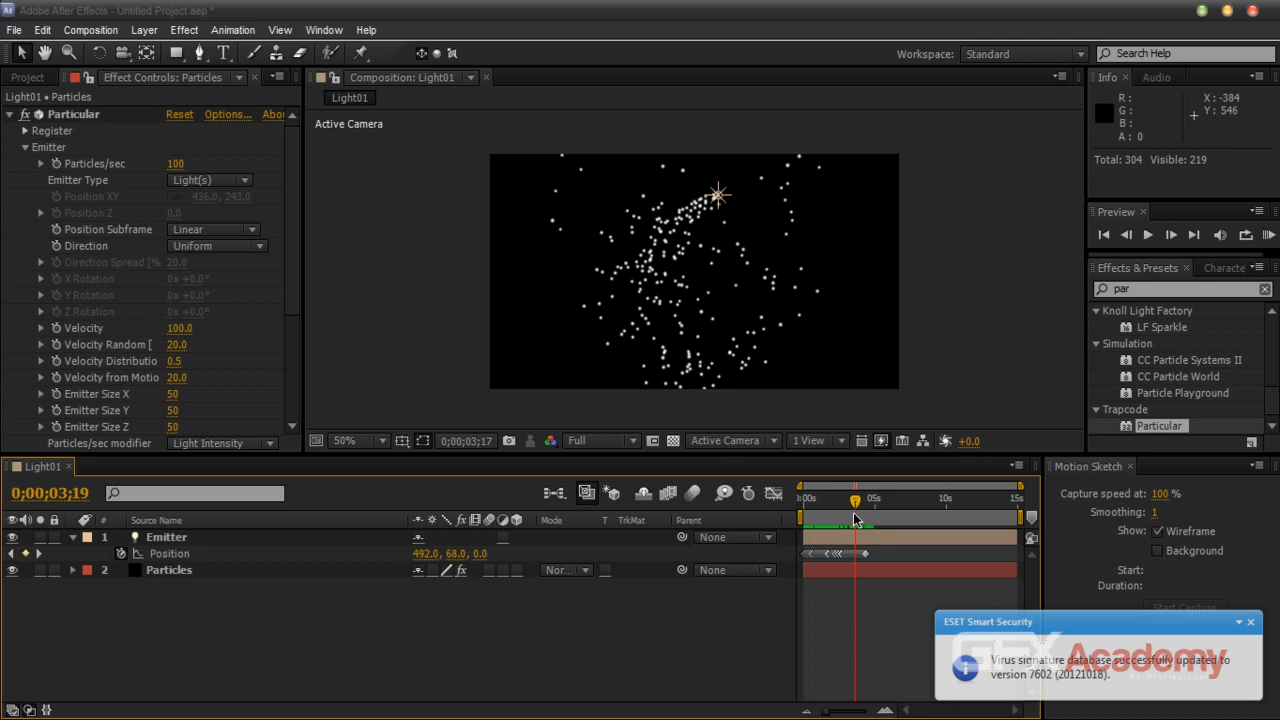 Adobe After Effects - Untitled Project.aep *
File Edit Composition Layer Effect Animation View Window Help
Workspace: Standard Search Help
Project Effect Controls: Particles Composition: Light01 Info Audio
Light01 • Particles Light01
Particular Reset Options...
Register
Emitter
Particles/sec 100
Emitter Type Light(s)
Position XY 436.0, 243.0
Position Z 0.0
Position Subframe Linear
Direction Uniform
Direction Spread [% 20.0
X Rotation 0x +0.0°
Y Rotation 0x +0.0°
Z Rotation 0x +0.0°
Velocity 100.0
Velocity Random [ 20.0
Velocity Distributio 0.5
Velocity from Motio 20.0
Emitter Size X 50
Emitter Size Y 50
Emitter Size Z 50
Particles/sec modifier Light Intensity
Active Camera
50% 0;00;03;17 Full Active Camera 1 View +0.0
R : X: -384
G : Y: 546
B :
A : 0
Total: 304 Visible: 219
Preview
Effects & Presets Characte
par
Knoll Light Factory
LF Sparkle
Simulation
CC Particle Systems II
CC Particle World
Particle Playground
Trapcode
Particular
Light01
0;00;03;19
:00s 05s 10s 15s
# Source Name Mode T TrkMat Parent
1 Emitter None
Position 492.0, 68.0, 0.0
2 Particles Nor... None
Motion Sketch
Capture speed at: 100 %
Smoothing: 1
Show: Wireframe
Background
Start:
Duration:
Start Capture
ESET Smart Security
Virus signature database successfully updated to
version 7602 (20121018).
GFX Academy